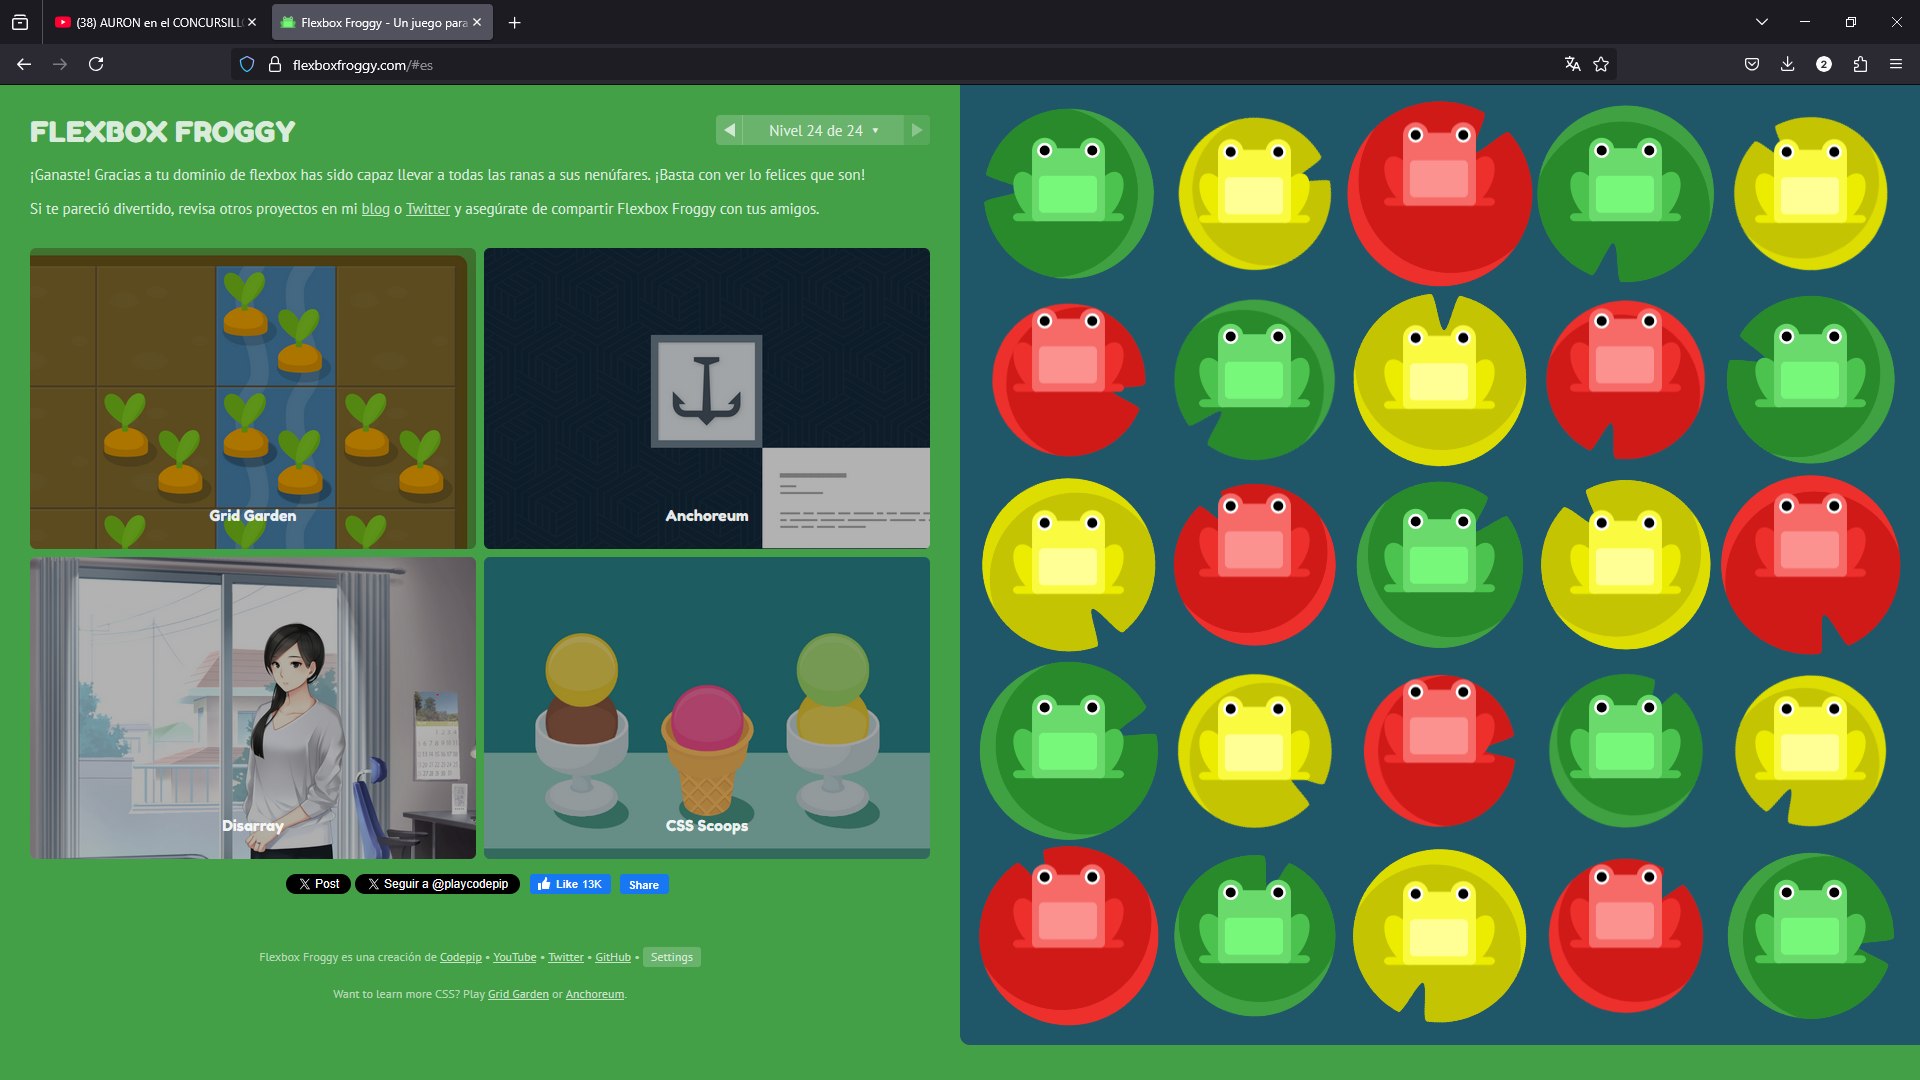 (38) AURON en el CONCURSILL
Flexbox Froggy - Un juego para
flexboxfroggy.com/#es
2
FLEXBOX FROGGY
Nivel 24 de 24
¡Ganaste! Gracias a tu dominio de flexbox has sido capaz llevar a todas las ranas a sus nenúfares. ¡Basta con ver lo felices que son!
Si te pareció divertido, revisa otros proyectos en mi blog o Twitter y asegúrate de compartir Flexbox Froggy con tus amigos.
Grid Garden
Anchoreum
Disarray
CSS Scoops
Post
Seguir a @playcodepip
Like 13K
Share
Flexbox Froggy es una creación de Codepip • YouTube • Twitter • GitHub • Settings
Want to learn more CSS? Play Grid Garden or Anchoreum.